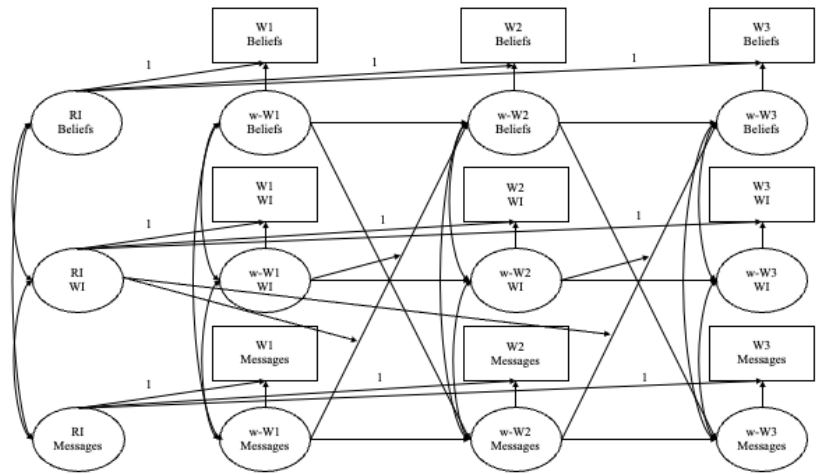 W1
Beliefs
W2
Beliefs
W3
Beliefs
1
1
1
RI
Beliefs
w-W1
Beliefs
w-W2
Beliefs
w-W3
Beliefs
W1
WI
W2
WI
W3
WI
1
1
1
RI
WI
w-W1
WI
w-W2
WI
w-W3
WI
W1
Messages
W2
Messages
W3
Messages
1
1
1
RI
Messages
w-W1
Messages
w-W2
Messages
w-W3
Messages